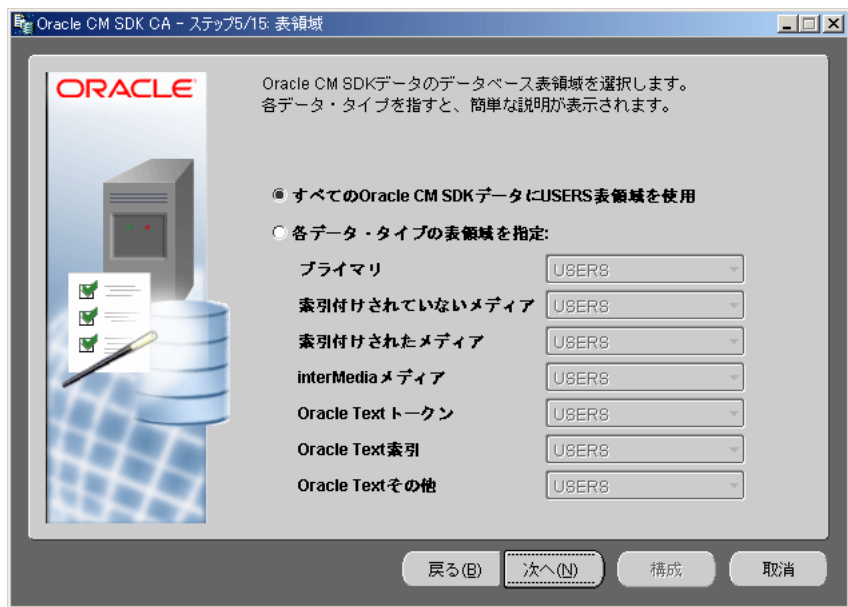 Oracle CM SDK CA - ステップ5/15: 表領域
ORACLE
Oracle CM SDKデータのデータベース表領域を選択します。
各データ・タイプを指すと、簡単な説明が表示されます。
すべてのOracle CM SDKデータにUSERS表領域を使用
各データ・タイプの表領域を指定:
プライマリ USERS
索引付けされていないメディア USERS
索引付けされたメディア USERS
interMediaメディア USERS
Oracle Textトークン USERS
Oracle Text索引 USERS
Oracle Textその他 USERS
戻る(B) 次へ(N) 構成 取消